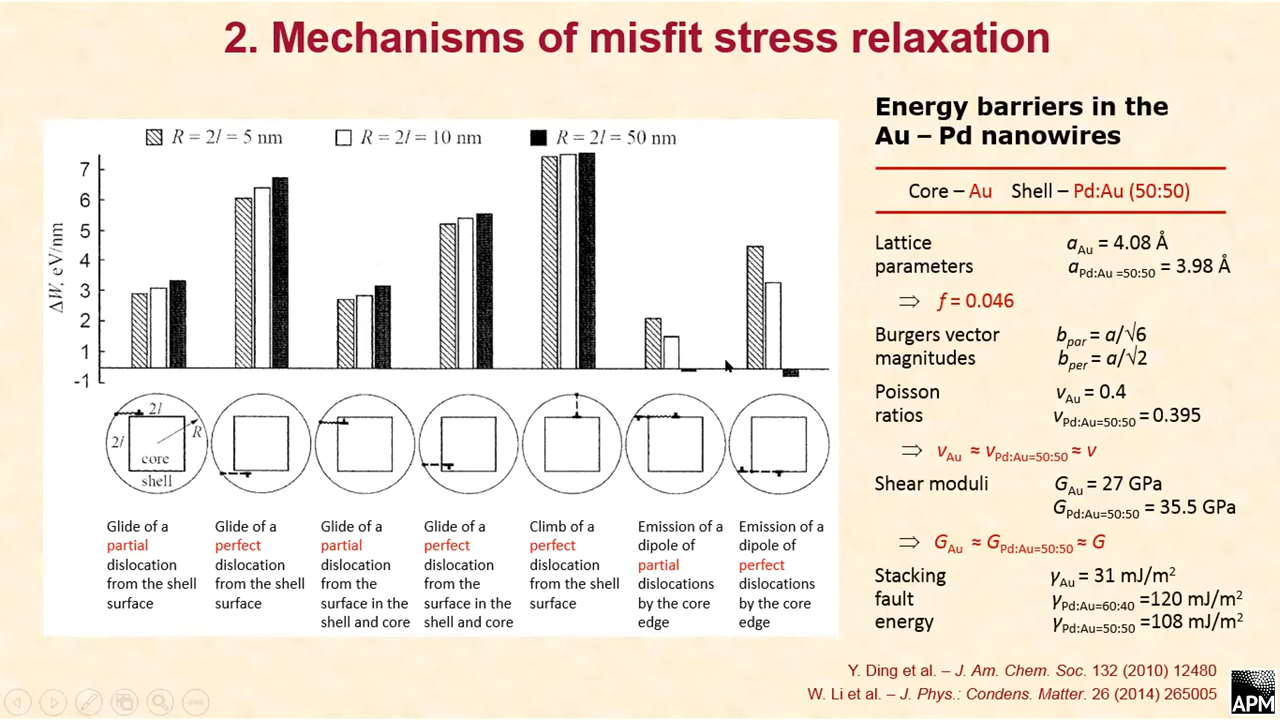 2. Mechanisms of misfit stress relaxation
R = 2l = 5 nm
R = 2l = 10 nm
R = 2l = 50 nm
ΔW, eV/nm
7
6
5
4
3
2
1
-1
2l
2l
R
core
shell
Glide of a
partial
dislocation
from the shell
surface
Glide of a
perfect
dislocation
from the shell
surface
Glide of a
partial
dislocation
from the
surface in the
shell and core
Glide of a
perfect
dislocation
from the
surface in the
shell and core
Climb of a
perfect
dislocation
from the shell
surface
Emission of a
dipole of
partial
dislocations
by the core
edge
Emission of a
dipole of
perfect
dislocations
by the core
edge
Energy barriers in the
Au – Pd nanowires
Core – Au Shell – Pd:Au (50:50)
Lattice a_Au = 4.08 Å
parameters a_Pd:Au =50:50 = 3.98 Å
⇒ f = 0.046
Burgers vector b_par = a/√6
magnitudes b_per = a/√2
Poisson ν_Au = 0.4
ratios ν_Pd:Au=50:50 = 0.395
⇒ ν_Au ≈ ν_Pd:Au=50:50 ≈ ν
Shear moduli G_Au = 27 GPa
G_Pd:Au=50:50 = 35.5 GPa
⇒ G_Au ≈ G_Pd:Au=50:50 ≈ G
Stacking γ_Au = 31 mJ/m²
fault γ_Pd:Au=60:40 =120 mJ/m²
energy γ_Pd:Au=50:50 =108 mJ/m²
Y. Ding et al. – J. Am. Chem. Soc. 132 (2010) 12480
W. Li et al. – J. Phys.: Condens. Matter. 26 (2014) 265005
APM